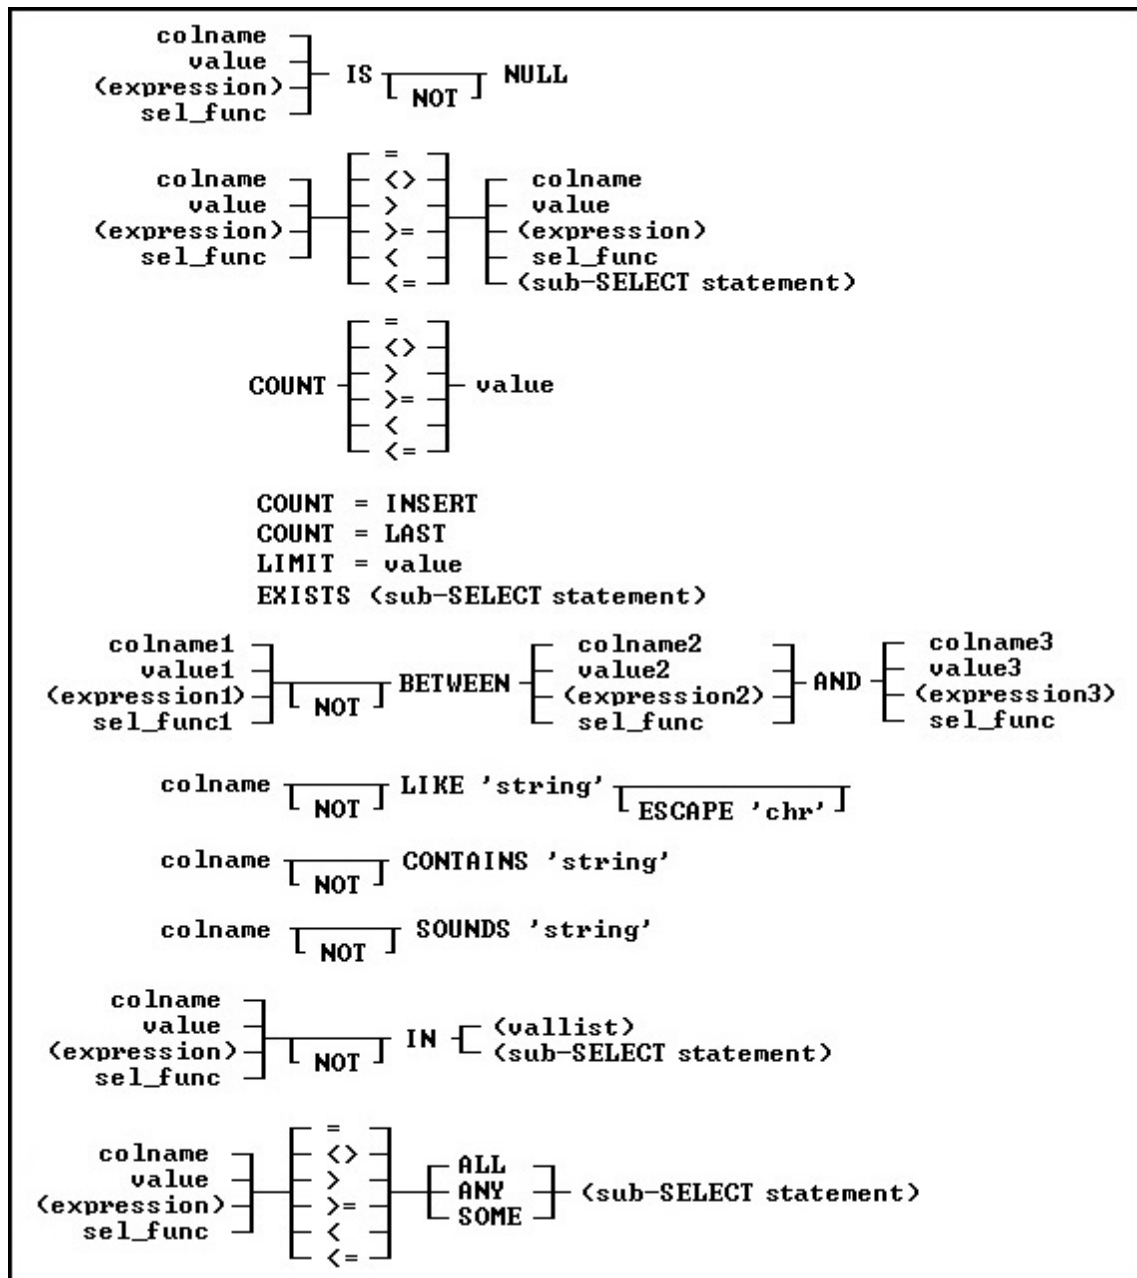 colname
value
(expression)
sel_func
IS
NOT
NULL
colname
value
(expression)
sel_func
=
<>
>
>=
<
<=
colname
value
(expression)
sel_func
(sub-SELECT statement)
COUNT
=
<>
>
>=
<
<=
value
COUNT = INSERT
COUNT = LAST
LIMIT = value
EXISTS (sub-SELECT statement)
colname1
value1
(expression1)
sel_func1
NOT
BETWEEN
colname2
value2
(expression2)
sel_func
AND
colname3
value3
(expression3)
sel_func
colname
NOT
LIKE 'string'
ESCAPE 'chr'
colname
NOT
CONTAINS 'string'
colname
NOT
SOUNDS 'string'
colname
value
(expression)
sel_func
NOT
IN
(vallist)
(sub-SELECT statement)
colname
value
(expression)
sel_func
=
<>
>
>=
<
<=
ALL
ANY
SOME
(sub-SELECT statement)